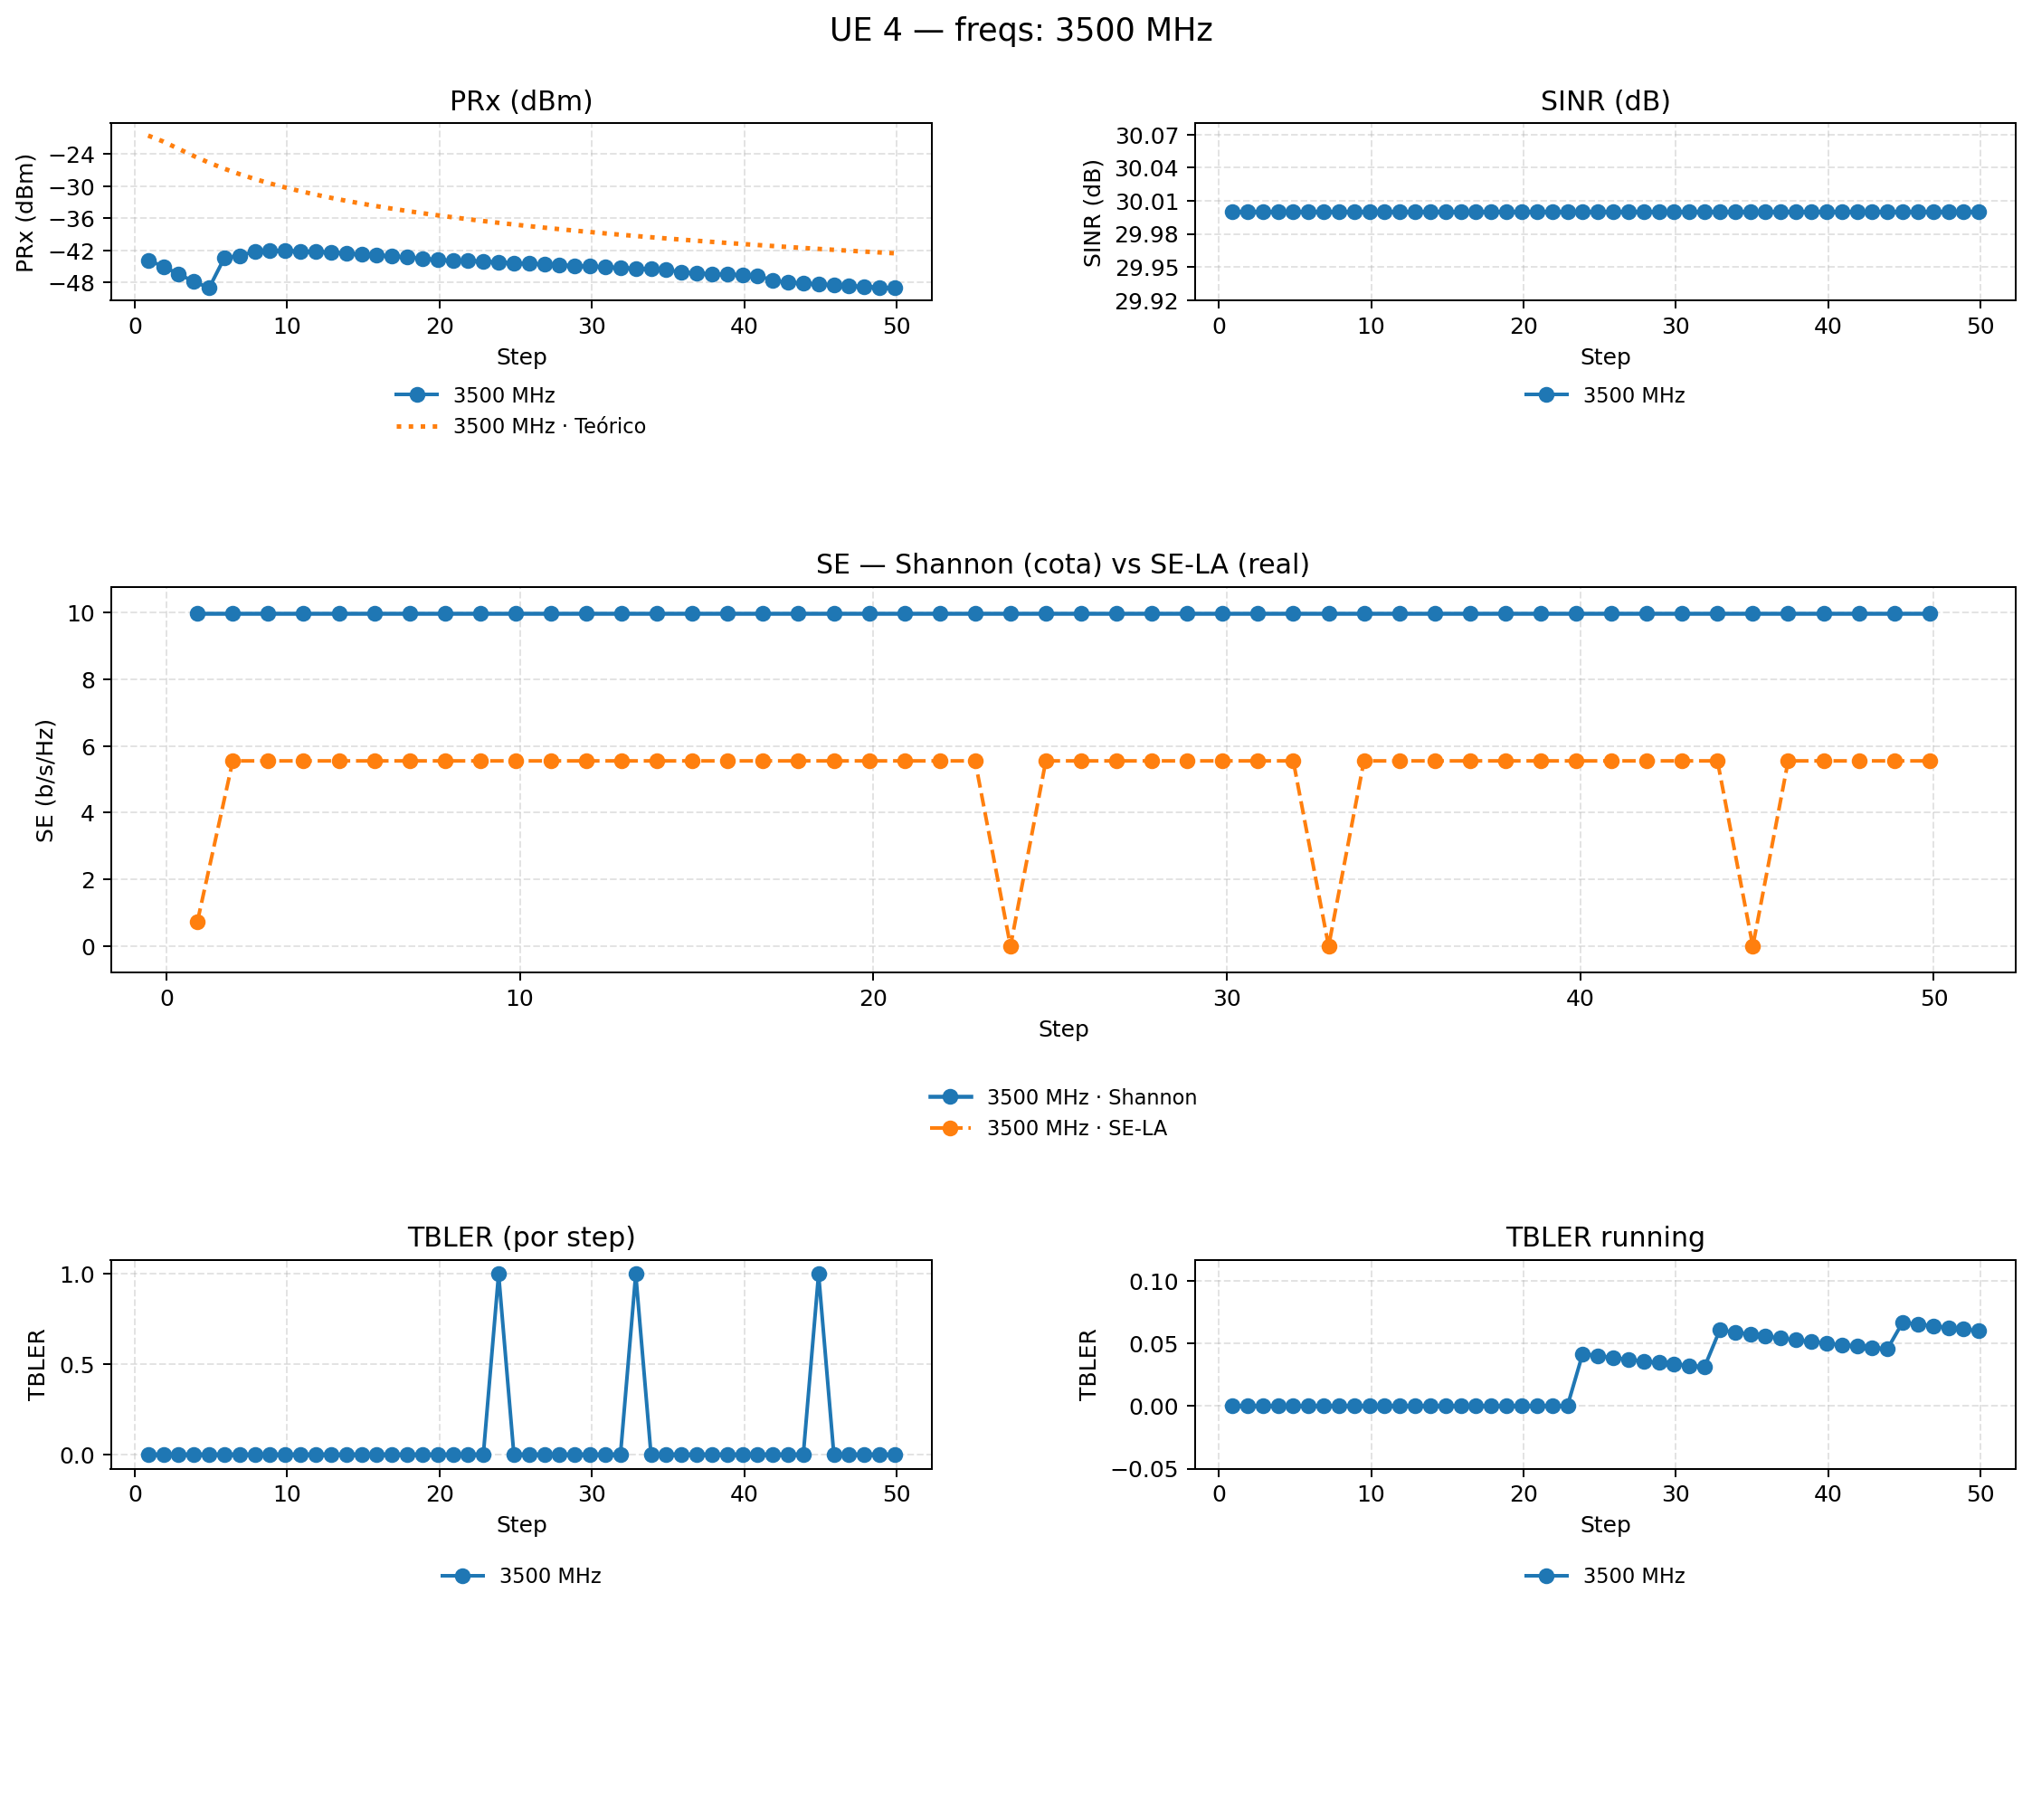 UE 4 — freqs: 3500 MHz
PRx (dBm)
PRx (dBm)
−24
−30
−36
−42
−48
0 10 20 30 40 50
Step
3500 MHz
3500 MHz · Teórico
SINR (dB)
SINR (dB)
30.07
30.04
30.01
29.98
29.95
29.92
0 10 20 30 40 50
Step
3500 MHz
SE — Shannon (cota) vs SE-LA (real)
SE (b/s/Hz)
10
8
6
4
2
0
0 10 20 30 40 50
Step
3500 MHz · Shannon
3500 MHz · SE-LA
TBLER (por step)
TBLER
1.0
0.5
0.0
0 10 20 30 40 50
Step
3500 MHz
TBLER running
TBLER
0.10
0.05
0.00
−0.05
0 10 20 30 40 50
Step
3500 MHz